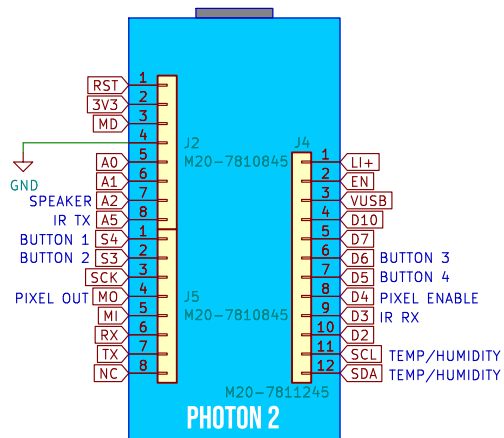 RST 1
3V3 2
MD 3
4 J2 J4
GND
A0 5 M20-7810845 1 LI+
A1 6 2 EN
SPEAKER A2 7 3 VUSB
IR TX A5 8 4 D10
BUTTON 1 S4 1 5 D7
BUTTON 2 S3 2 6 D6 BUTTON 3
SCK 3 7 D5 BUTTON 4
PIXEL OUT MO 4 J5 8 D4 PIXEL ENABLE
MI 5 M20-7810845 9 D3 IR RX
RX 6 10 D2
TX 7 11 SCL TEMP/HUMIDITY
NC 8 12 SDA TEMP/HUMIDITY
M20-7811245
PHOTON 2